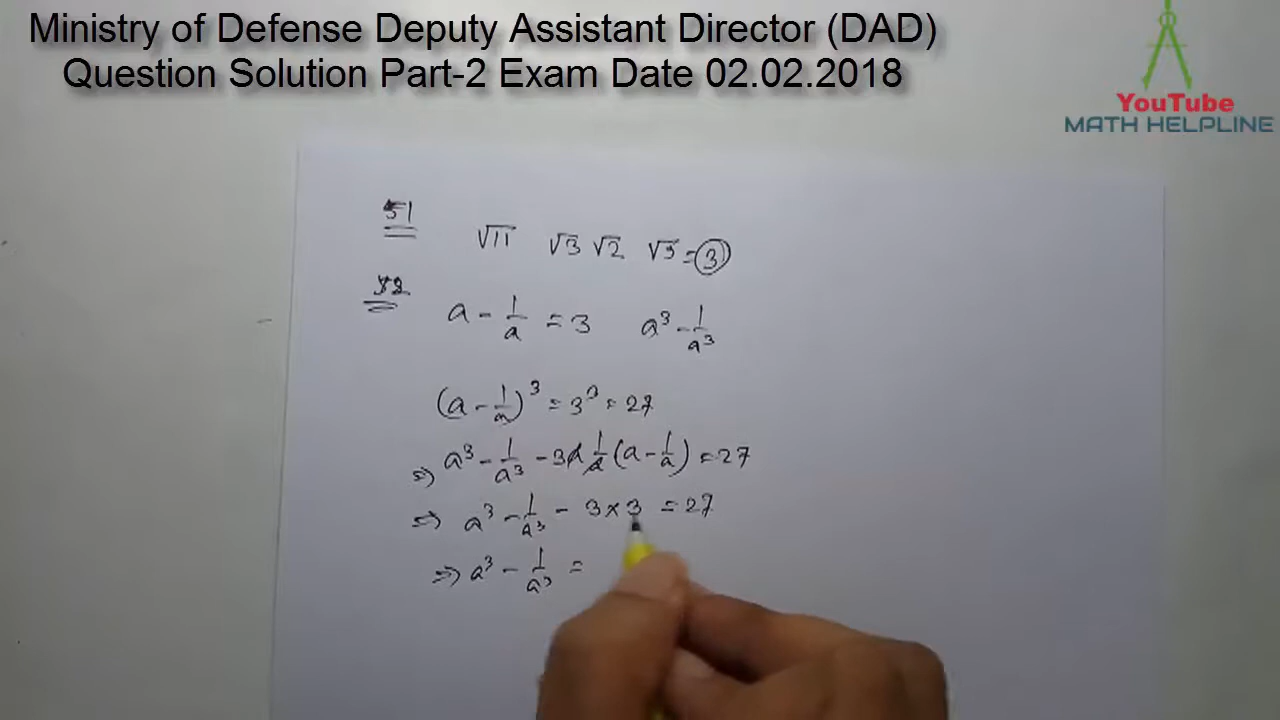 Ministry of Defense Deputy Assistant Director (DAD)
Question Solution Part-2 Exam Date 02.02.2018
YouTube
MATH HELPLINE
51
√11 √3 √2 √3 = 3
52
a - 1/a = 3 a³ - 1/a³
(a - 1/a)³ = 3³ = 27
⇒ a³ - 1/a³ - 3a 1/a (a - 1/a) = 27
⇒ a³ - 1/a³ - 3×3 = 27
⇒ a³ - 1/a³ =